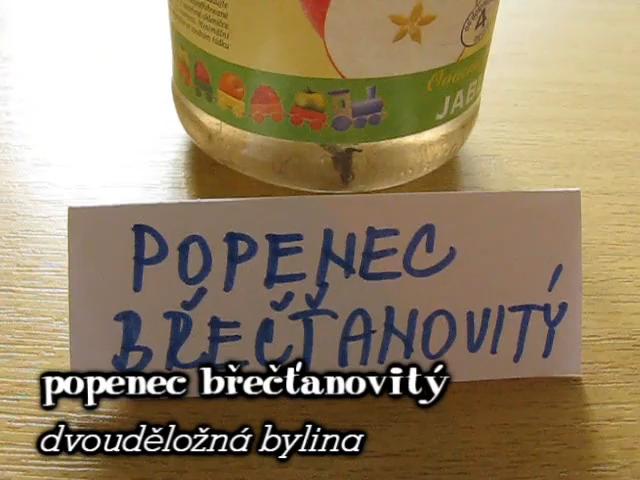 JAB
POPENEC
BŘEČŤANOVITÝ
popenec břečťanovitý
dvouděložná bylina